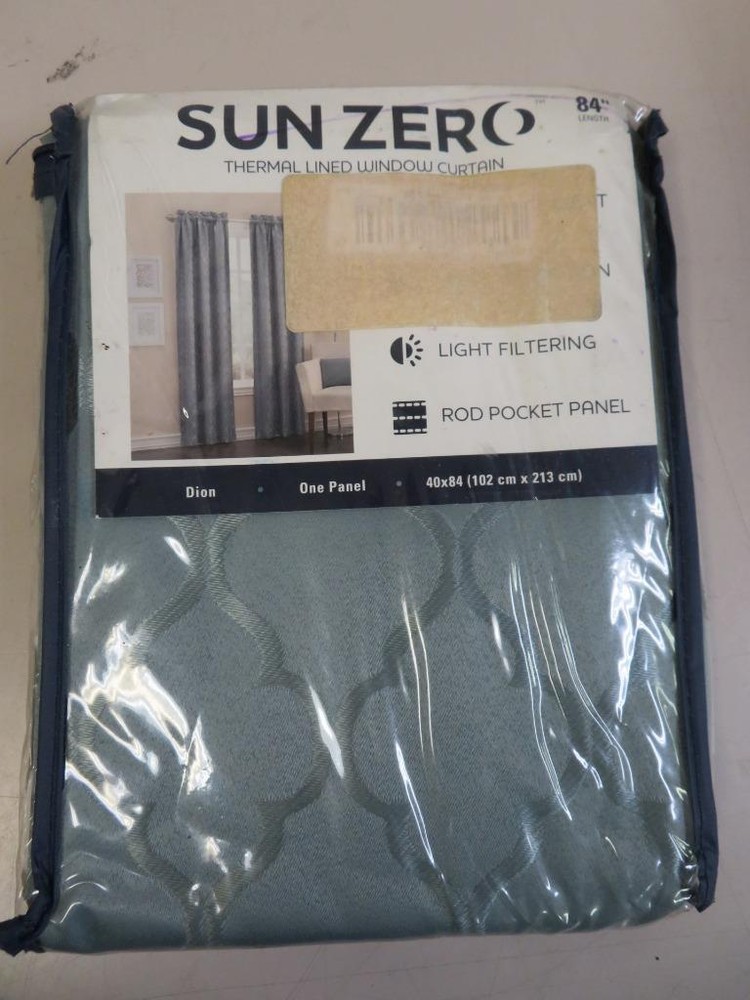 SUN ZERO™
84"
LENGTH
THERMAL LINED WINDOW CURTAIN
LIGHT FILTERING
ROD POCKET PANEL
Dion • One Panel • 40x84 (102 cm x 213 cm)